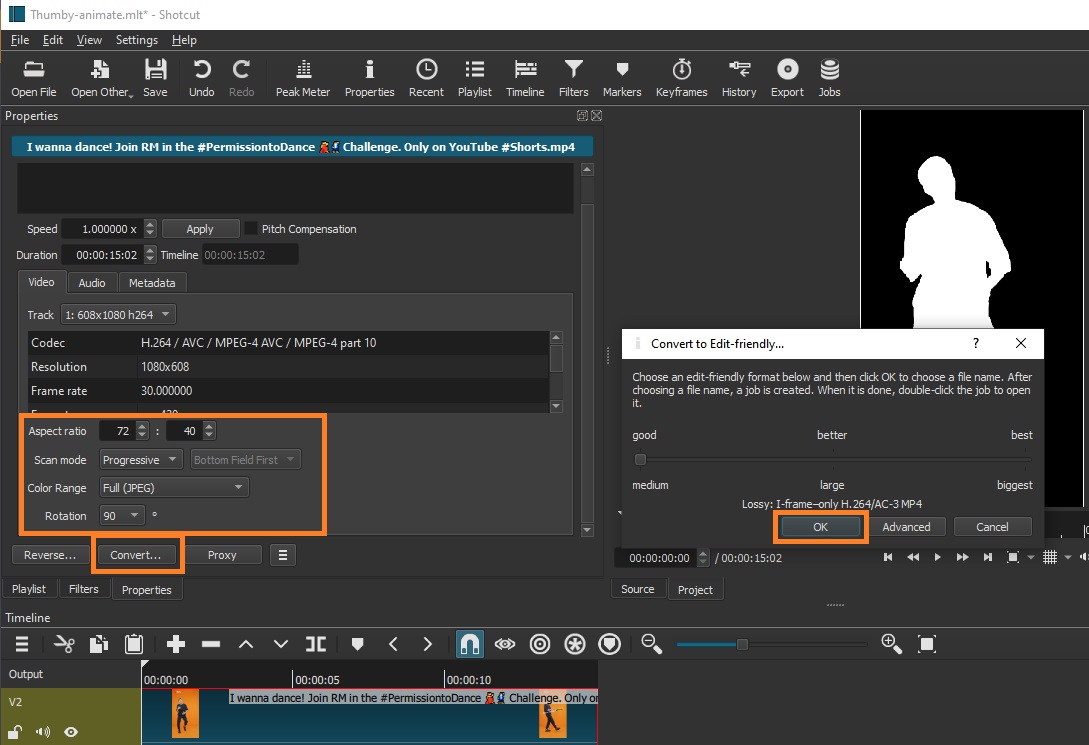 Thumby-animate.mlt* - Shotcut
File Edit View Settings Help
Open File Open Other Save Undo Redo Peak Meter Properties Recent Playlist Timeline Filters Markers Keyframes History Export Jobs
Properties
I wanna dance! Join RM in the #PermissiontoDance Challenge. Only on YouTube #Shorts.mp4
Speed 1.000000 x Apply Pitch Compensation
Duration 00:00:15:02 Timeline 00:00:15:02
Video Audio Metadata
Track 1: 608x1080 h264
Codec H.264 / AVC / MPEG-4 AVC / MPEG-4 part 10
Resolution 1080x608
Frame rate 30.000000
Aspect ratio 72 : 40
Scan mode Progressive Bottom Field First
Color Range Full (JPEG)
Rotation 90 °
Reverse... Convert... Proxy
Playlist Filters Properties
Convert to Edit-friendly... ?
Choose an edit-friendly format below and then click OK to choose a file name. After
choosing a file name, a job is created. When it is done, double-click the job to open
it.
good better best
medium large biggest
Lossy: I-frame–only H.264/AC-3 MP4
OK Advanced Cancel
00:00:00:00 / 00:00:15:02
Source Project
Timeline
Output 00:00:00 00:00:05 00:00:10
V2
I wanna dance! Join RM in the #PermissiontoDance Challenge. Only on